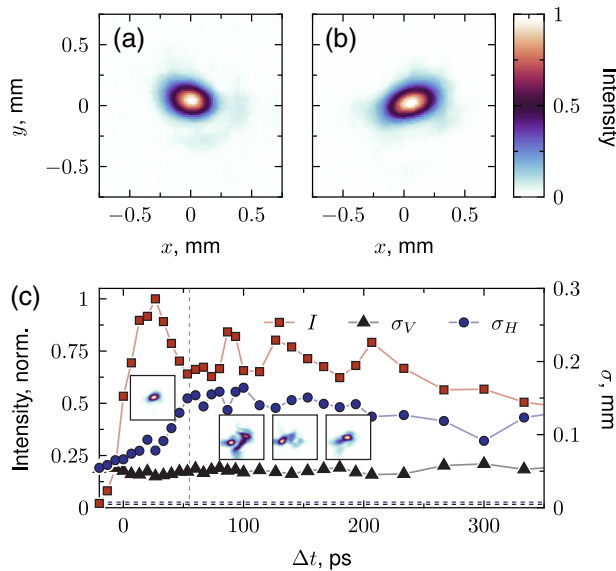 (a)
(b)
0.5
0
−0.5
y, mm
−0.5
0
0.5
−0.5
0
0.5
x, mm
x, mm
1
0.5
0
Intensity
(c)
I
σV
σH
1
0.75
0.5
0.25
0
Intensity, norm.
0.3
0.2
0.1
0
σ, mm
0
100
200
300
Δt, ps